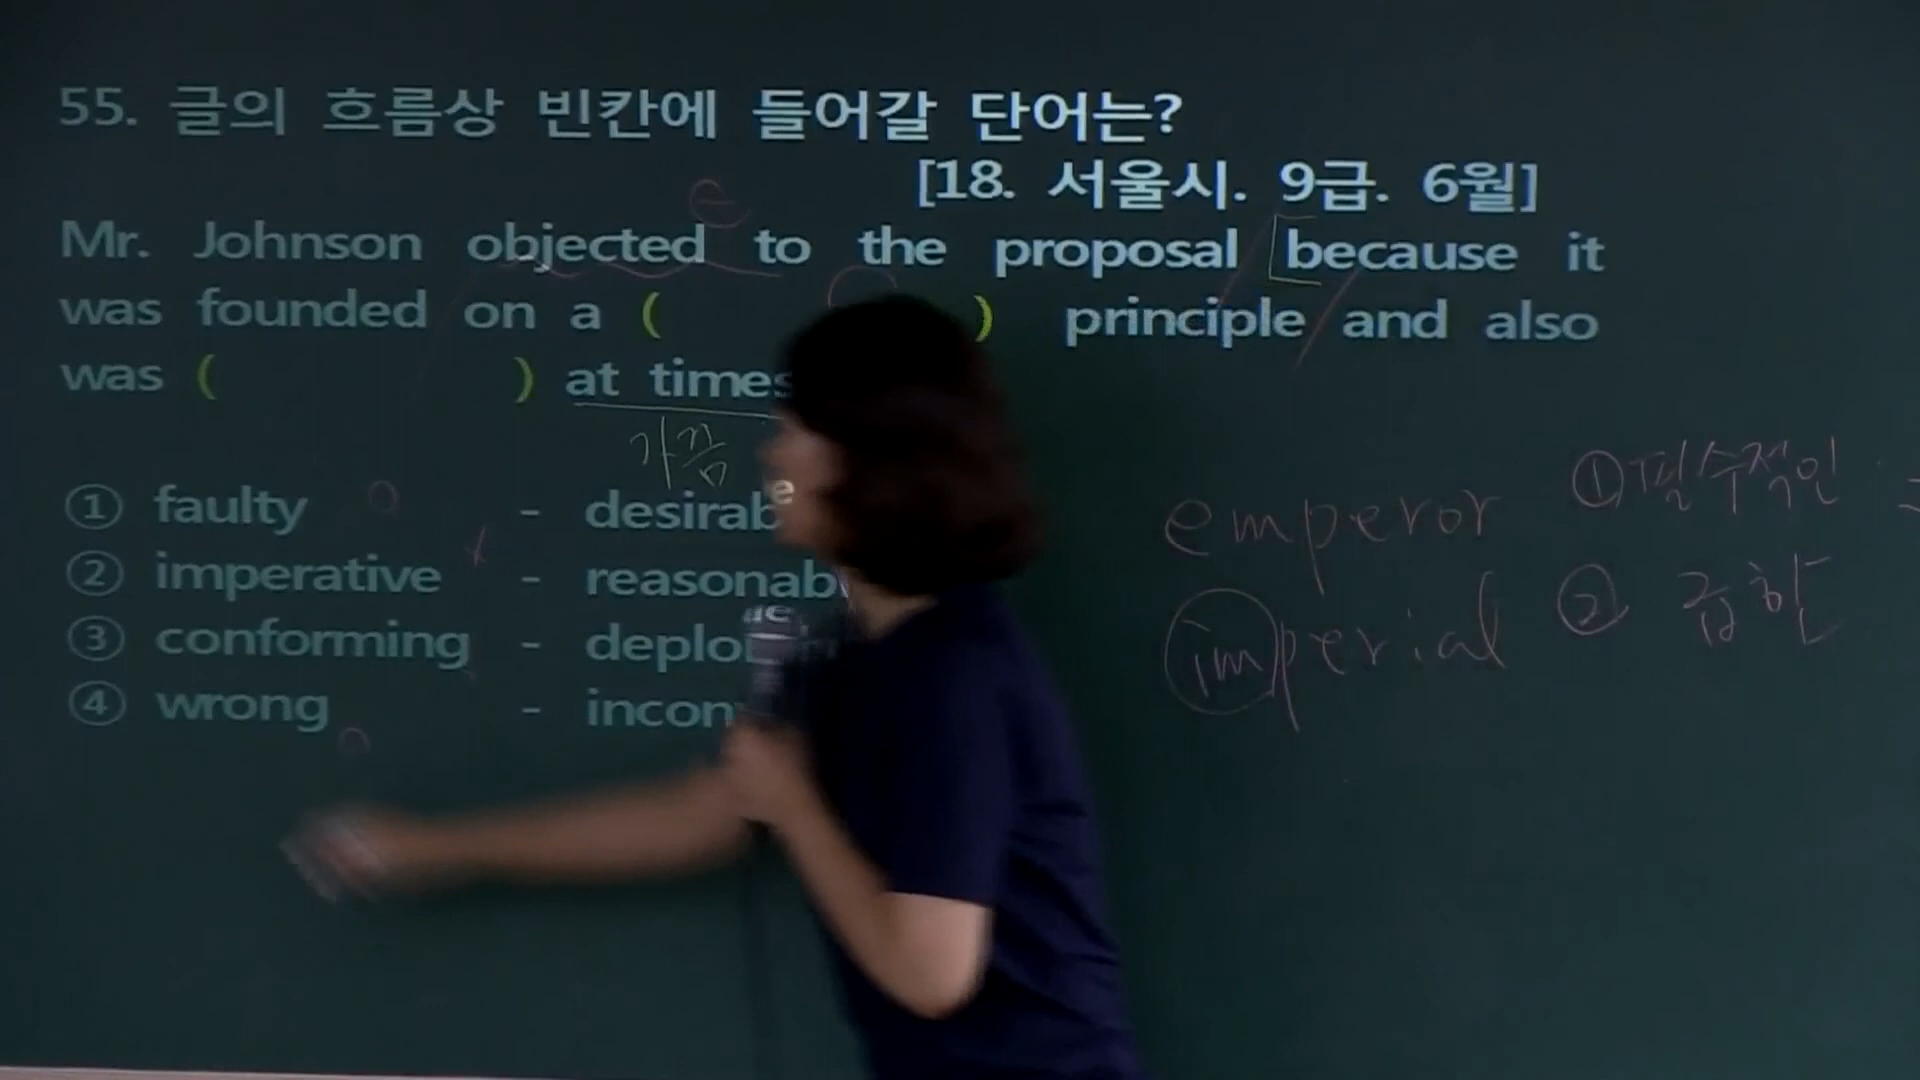 55. 글의 흐름상 빈칸에 들어갈 단어는?
[18. 서울시. 9급. 6월]
Mr. Johnson objected to the proposal because it
was founded on a ( ) principle and also
was ( ) at times
가끔
① faulty - desirab
② imperative - reasonab
③ conforming - deplo
④ wrong - incon
emperor ① 필수적인
imperial ② 급한